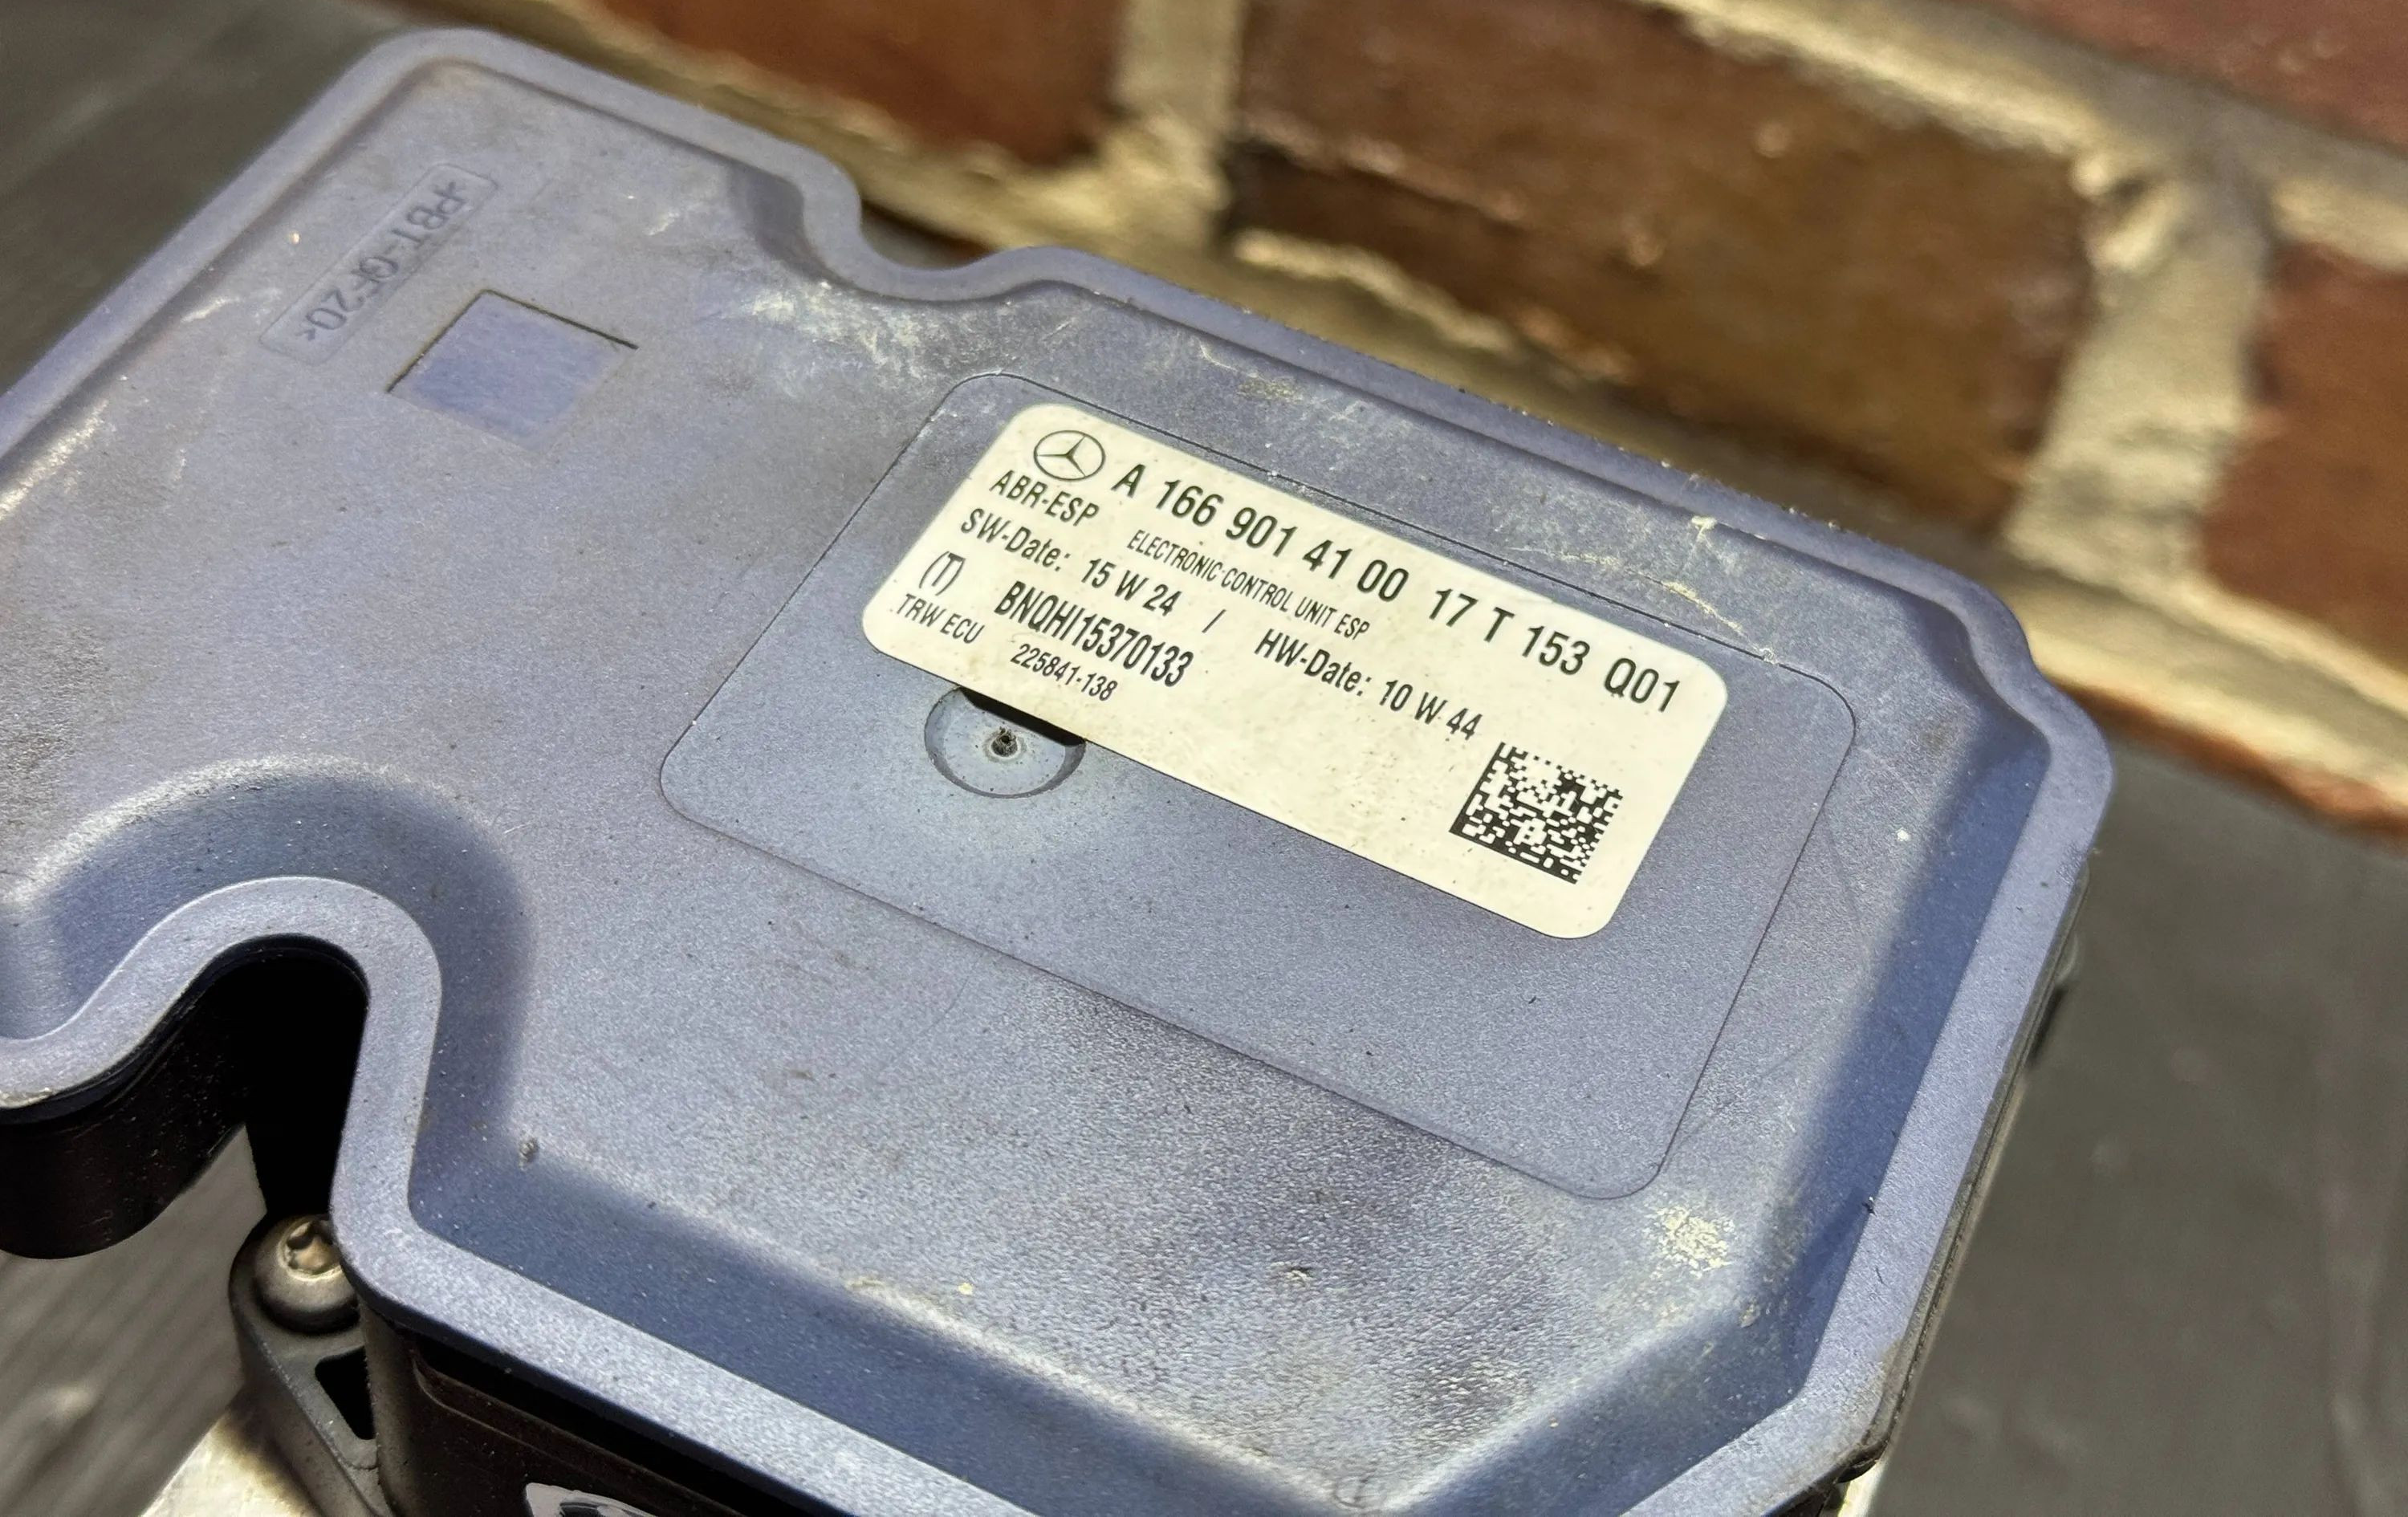 >PBT-GF20<
A 166 901 41 00 17 T 153 Q01
ABR-ESP ELECTRONIC CONTROL UNIT ESP
SW-Date: 15 W 24 / HW-Date: 10 W 44
(T) BNQHI15370133
TRW ECU 225841-138